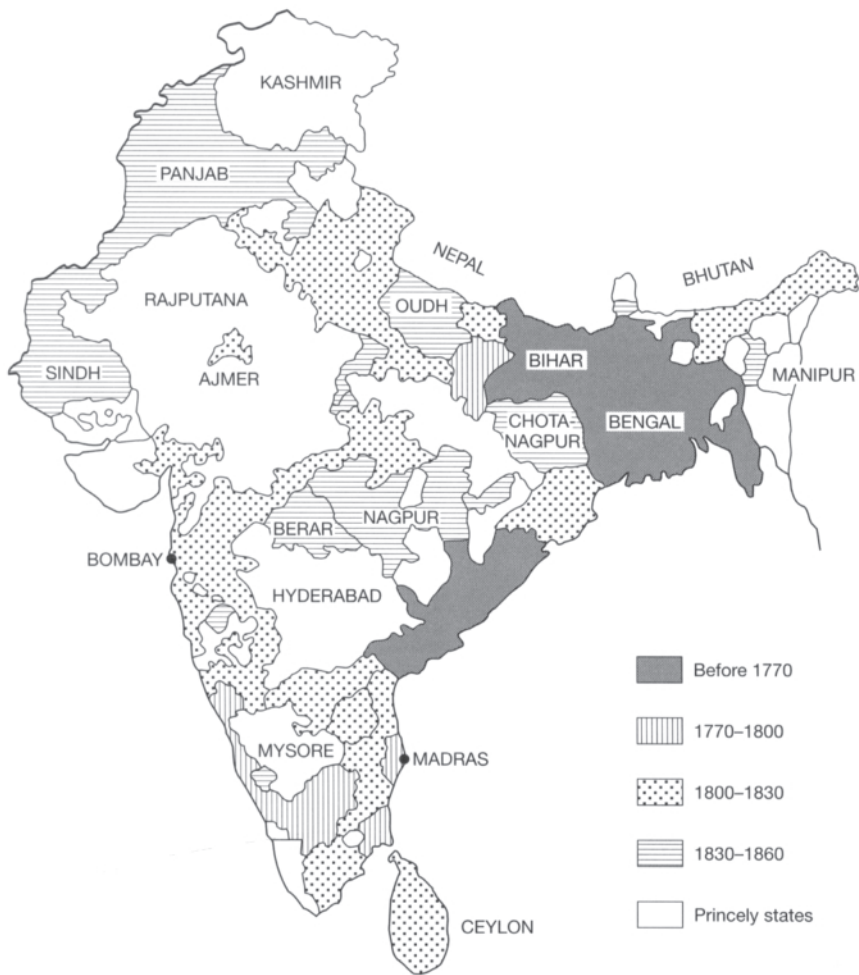 KASHMIR
PANJAB
NEPAL
BHUTAN
RAJPUTANA
OUDH
AJMER
BIHAR
SINDH
MANIPUR
CHOTA-
NAGPUR
BENGAL
NAGPUR
BERAR
BOMBAY
HYDERABAD
Before 1770
1770–1800
MYSORE
MADRAS
1800–1830
1830–1860
Princely states
CEYLON